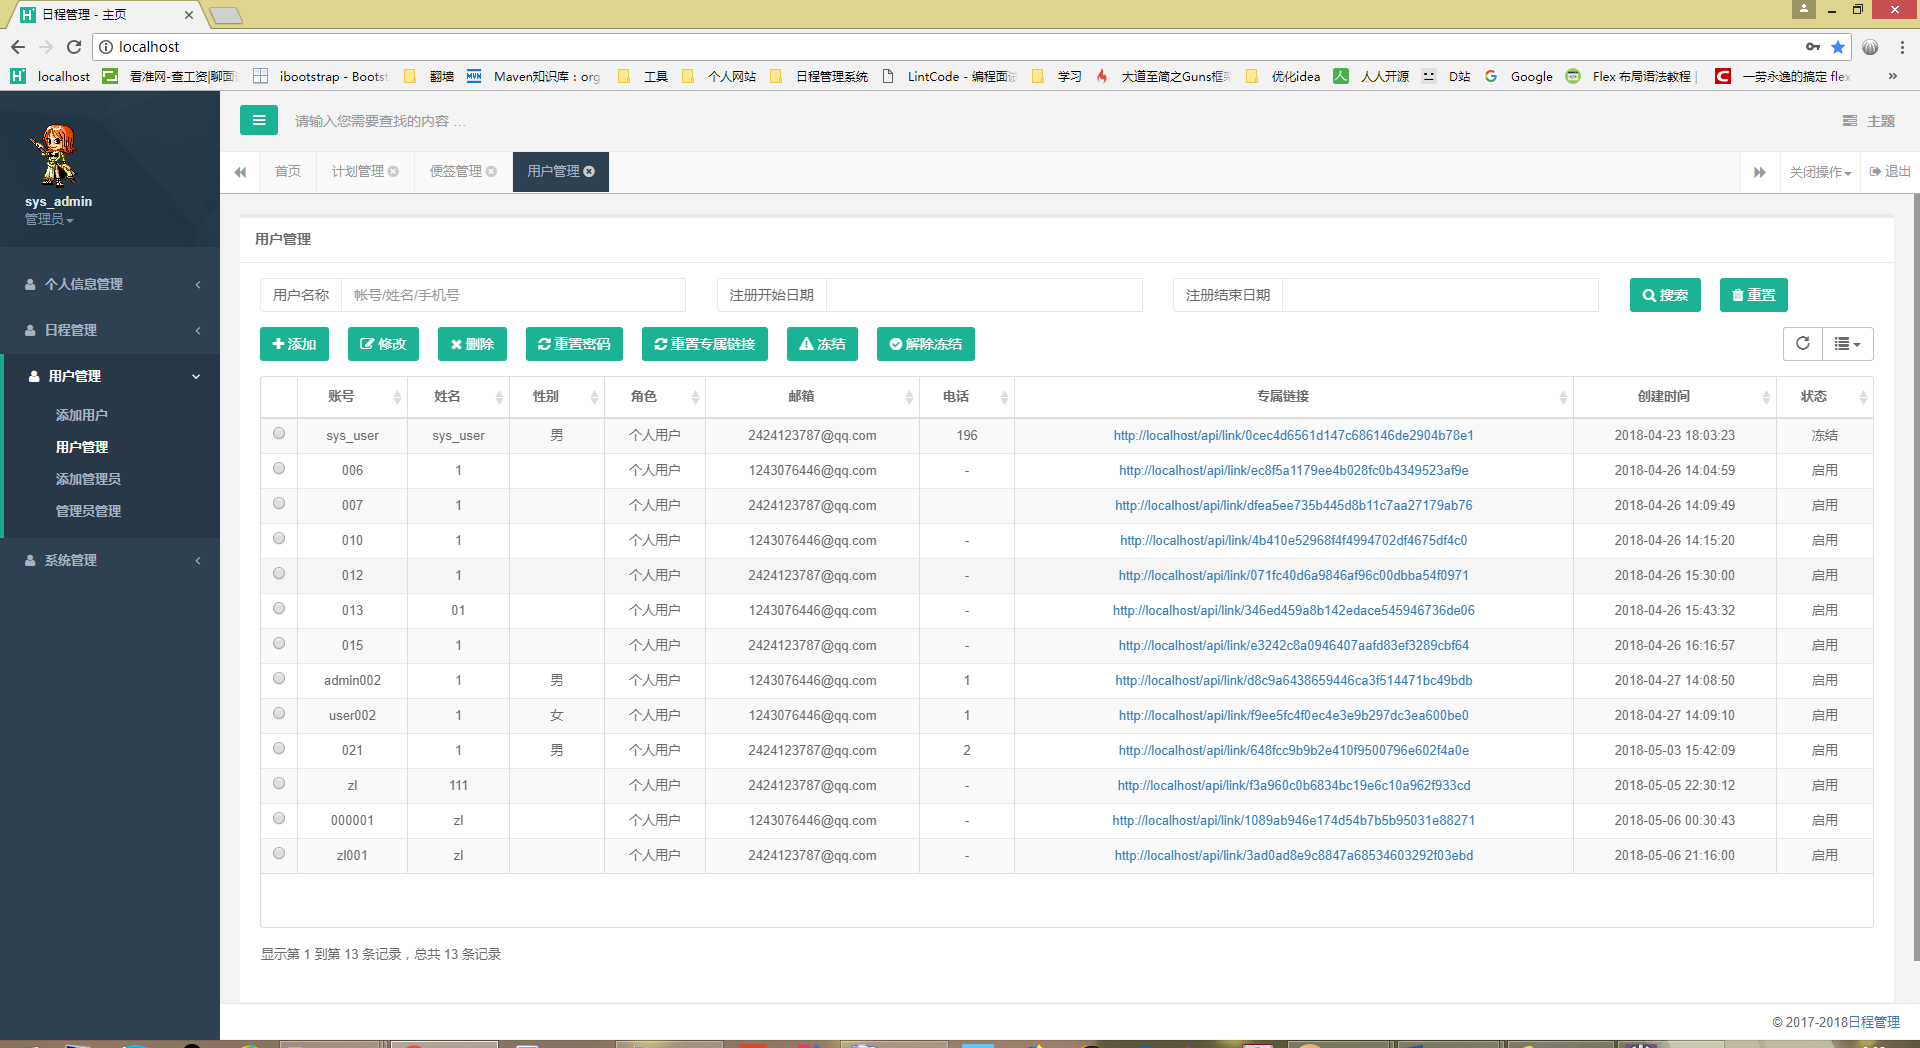 日程管理 - 主页
localhost
localhost 看准网-查工资|聊面 ibootstrap - Bootst 翻墙 Maven知识库：org. 工具 个人网站 日程管理系统 LintCode - 编程面试 学习 大道至简之Guns框架 优化idea 人人开源 D站 Google Flex 布局语法教程 | 一劳永逸的搞定 flex »
请输入您需要查找的内容 … 主题
首页 计划管理 便签管理 用户管理 关闭操作 退出
sys_admin
管理员
个人信息管理
日程管理
用户管理
添加用户
用户管理
添加管理员
管理员管理
系统管理
用户管理
用户名称 帐号/姓名/手机号 注册开始日期 注册结束日期 搜索 重置
添加 修改 删除 重置密码 重置专属链接 冻结 解除冻结
账号 姓名 性别 角色 邮箱 电话 专属链接 创建时间 状态
sys_user sys_user 男 个人用户 2424123787@qq.com 196 http://localhost/api/link/0cec4d6561d147c686146de2904b78e1 2018-04-23 18:03:23 冻结
006 1 个人用户 1243076446@qq.com - http://localhost/api/link/ec8f5a1179ee4b028fc0b4349523af9e 2018-04-26 14:04:59 启用
007 1 个人用户 2424123787@qq.com http://localhost/api/link/dfea5ee735b445d8b11c7aa27179ab76 2018-04-26 14:09:49 启用
010 1 个人用户 1243076446@qq.com - http://localhost/api/link/4b410e52968f4f4994702df4675df4c0 2018-04-26 14:15:20 启用
012 1 个人用户 2424123787@qq.com - http://localhost/api/link/071fc40d6a9846af96c00dbba54f0971 2018-04-26 15:30:00 启用
013 01 个人用户 1243076446@qq.com - http://localhost/api/link/346ed459a8b142edace545946736de06 2018-04-26 15:43:32 启用
015 1 个人用户 2424123787@qq.com - http://localhost/api/link/e3242c8a0946407aafd83ef3289cbf64 2018-04-26 16:16:57 启用
admin002 1 男 个人用户 1243076446@qq.com 1 http://localhost/api/link/d8c9a6438659446ca3f514471bc49bdb 2018-04-27 14:08:50 启用
user002 1 女 个人用户 1243076446@qq.com 1 http://localhost/api/link/f9ee5fc4f0ec4e3e9b297dc3ea600be0 2018-04-27 14:09:10 启用
021 1 男 个人用户 2424123787@qq.com 2 http://localhost/api/link/648fcc9b9b2e410f9500796e602f4a0e 2018-05-03 15:42:09 启用
zl 111 个人用户 2424123787@qq.com - http://localhost/api/link/f3a960c0b6834bc19e6c10a962f933cd 2018-05-05 22:30:12 启用
000001 zl 个人用户 1243076446@qq.com - http://localhost/api/link/1089ab946e174d54b7b5b95031e88271 2018-05-06 00:30:43 启用
zl001 zl 个人用户 2424123787@qq.com - http://localhost/api/link/3ad0ad8e9c8847a68534603292f03ebd 2018-05-06 21:16:00 启用
显示第 1 到第 13 条记录，总共 13 条记录
© 2017-2018日程管理